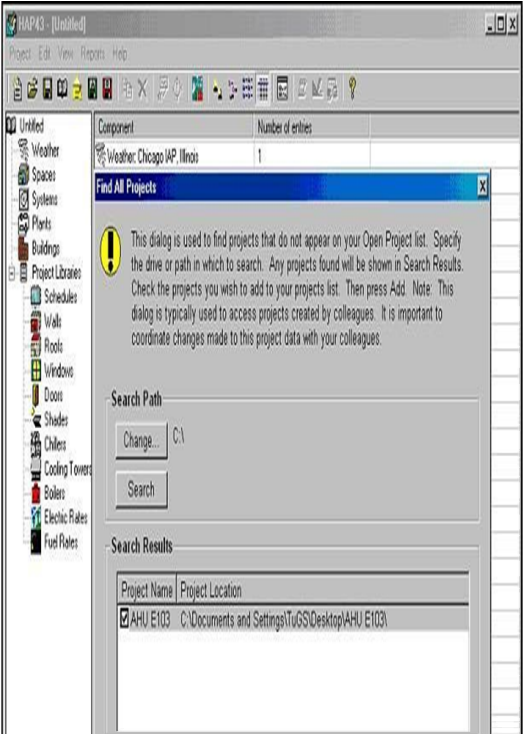 HAP43 - [Untitled]
Project Edit View Reports Help
Untitled
Weather
Spaces
Systems
Plants
Buildings
Project Libraries
Schedules
Walls
Roofs
Windows
Doors
Shades
Chillers
Cooling Towers
Boilers
Electric Rates
Fuel Rates
Component Number of entries
Weather: Chicago IAP, Illinois 1
Find All Projects
This dialog is used to find projects that do not appear on your Open Project list. Specify
the drive or path in which to search. Any projects found will be shown in Search Results.
Check the projects you wish to add to your projects list. Then press Add. Note: This
dialog is typically used to access projects created by colleagues. It is important to
coordinate changes made to this project data with your colleagues.
Search Path
Change... C:\
Search
Search Results
Project Name Project Location
AHU E103 C:\Documents and Settings\TuGS\Desktop\AHU E103\